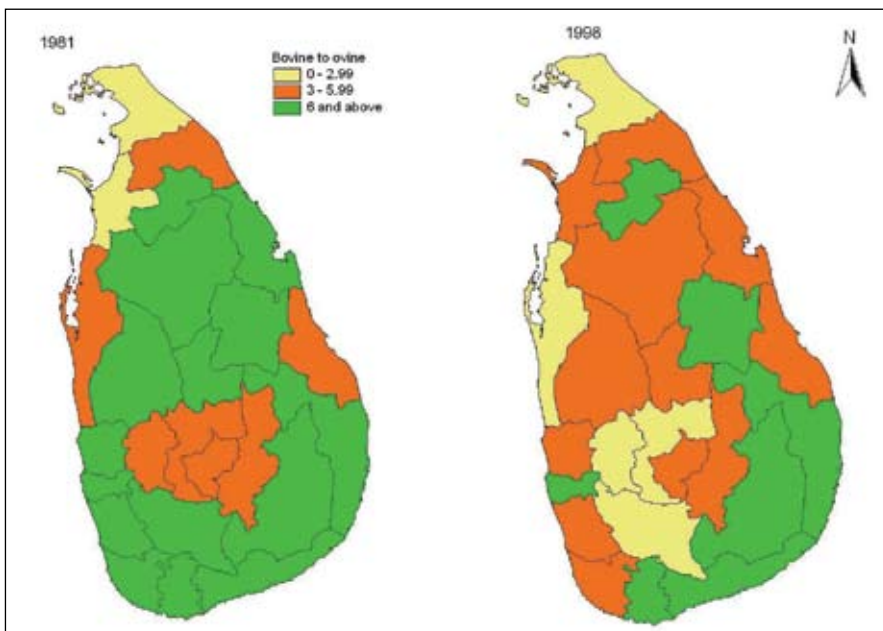 1981
Bovine to ovine
0 - 2.99
3 - 5.99
6 and above
1998
N